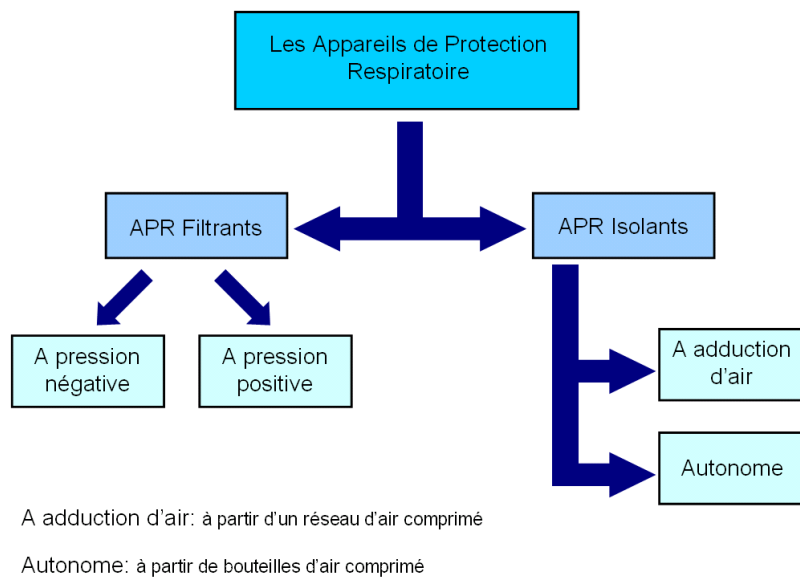 Les Appareils de Protection
Respiratoire
APR Filtrants
APR Isolants
A pression
négative
A pression
positive
A adduction
d'air
Autonome
A adduction d'air: à partir d'un réseau d'air comprimé
Autonome: à partir de bouteilles d'air comprimé